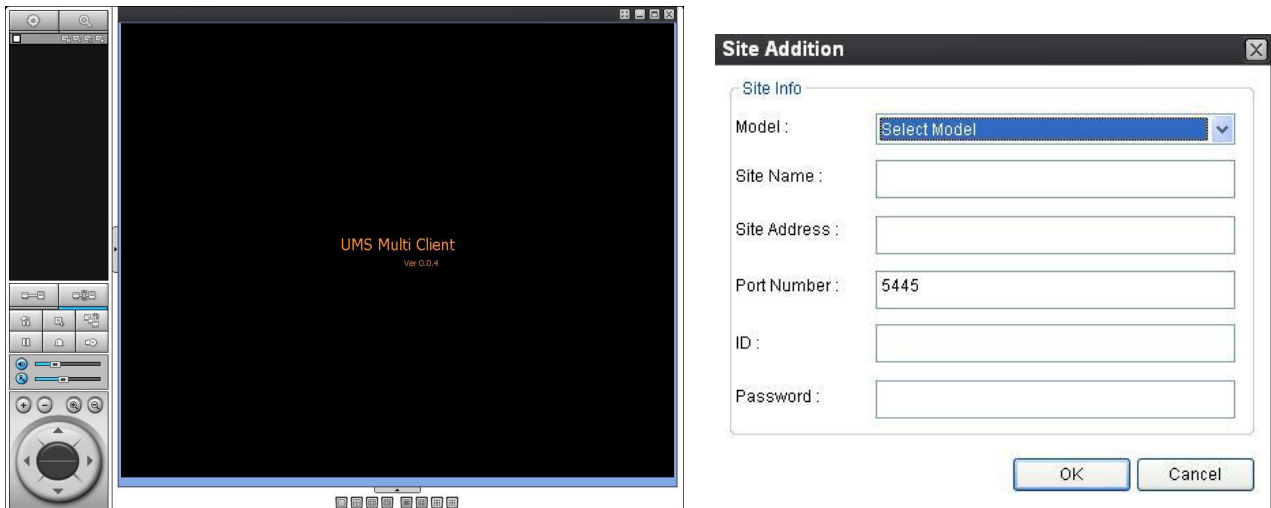 UMS Multi Client
Ver 0.0.4
Site Addition
Site Info
Model :
Select Model
Site Name :
Site Address :
Port Number :
5445
ID :
Password :
OK
Cancel